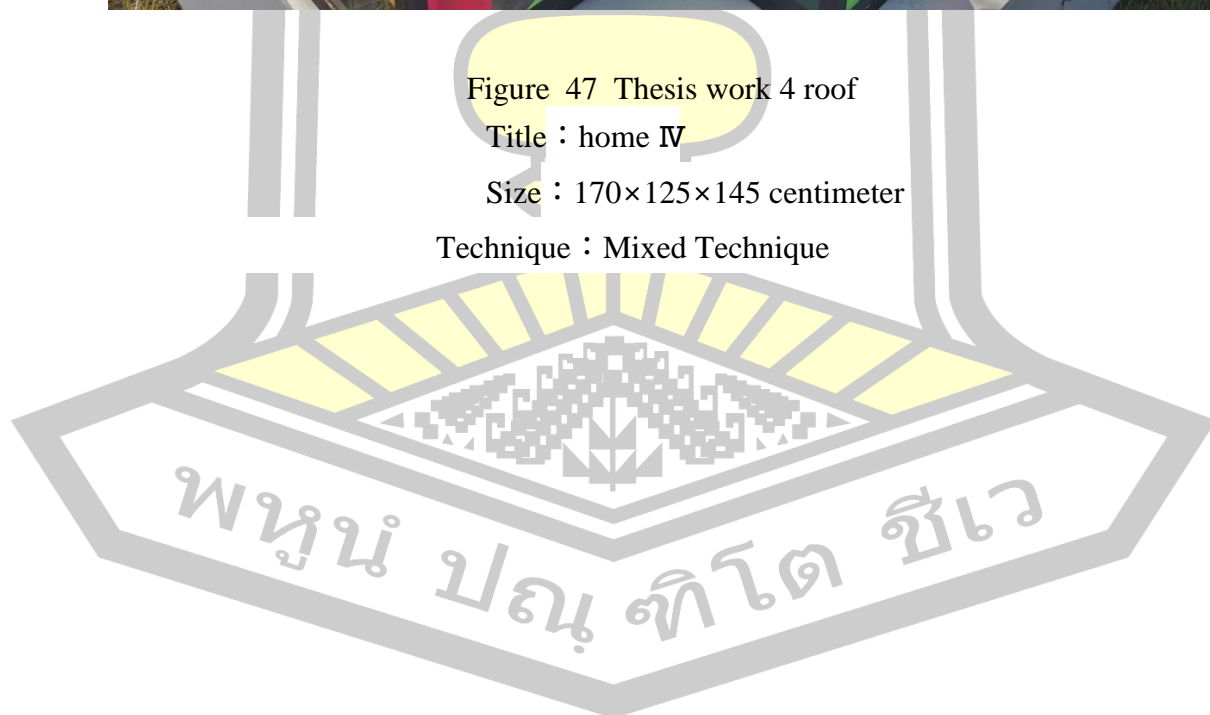 Figure 47 Thesis work 4 roof
Title：home Ⅳ
Size：170×125×145 centimeter
Technique：Mixed Technique
พหูนํ ปณฺฑิโต ชีเว